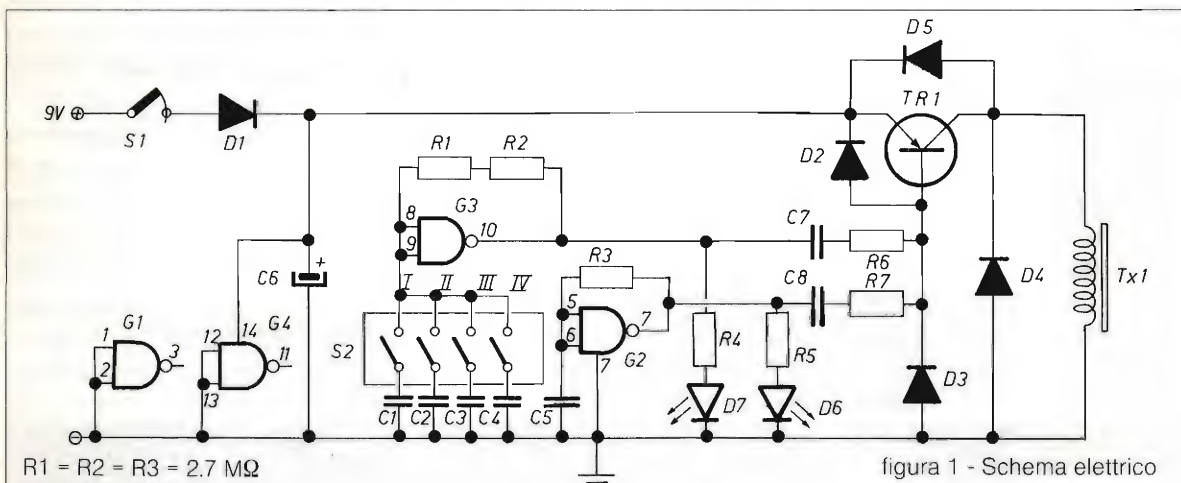 D5
TR1
9V ⊕
S1
D1
D2
R1 R2
G3
8
9
10
C7
R6
C8
R7
D4
Tx1
C6
+
I II III IV
R3
5
6
7
G2
7
R4
R5
G1
1
2
3
G4
12
14
11
13
S2
C1 C2 C3 C4 C5
D7
D6
D3
⊖
R1 = R2 = R3 = 2.7 MΩ
figura 1 - Schema elettrico